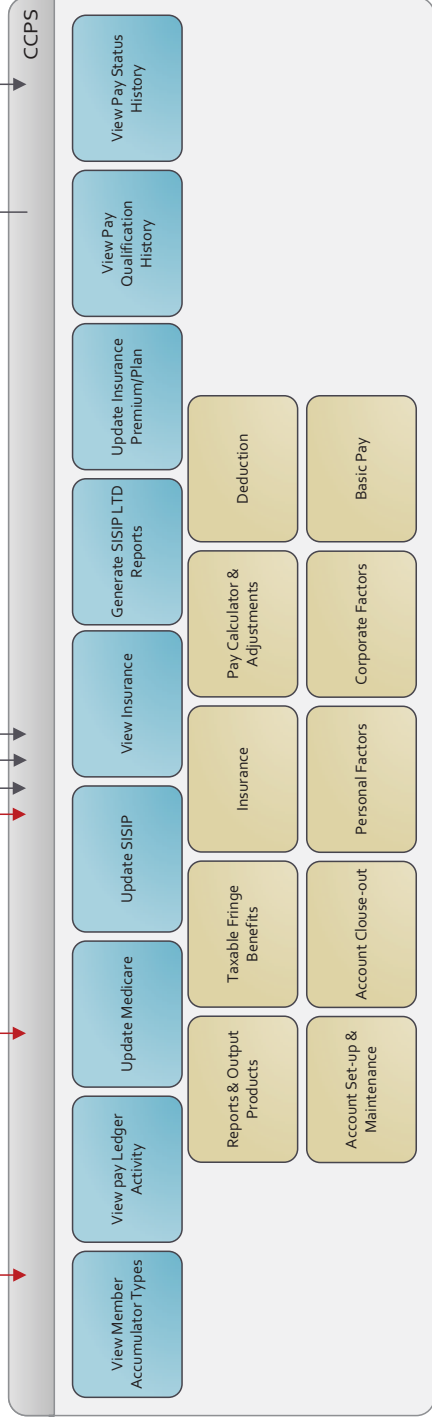 CCPS
View Member
Accumulator Types
View pay Ledger
Activity
Update Medicare
Update SISIP
View Insurance
Generate SISIP LTD
Reports
Update Insurance
Premium/Plan
View Pay
Qualification
History
View Pay Status
History
Reports & Output
Products
Taxable Fringe
Benefits
Insurance
Pay Calculator &
Adjustments
Deduction
Account Set-up &
Maintenance
Account Clouse-out
Personal Factors
Corporate Factors
Basic Pay